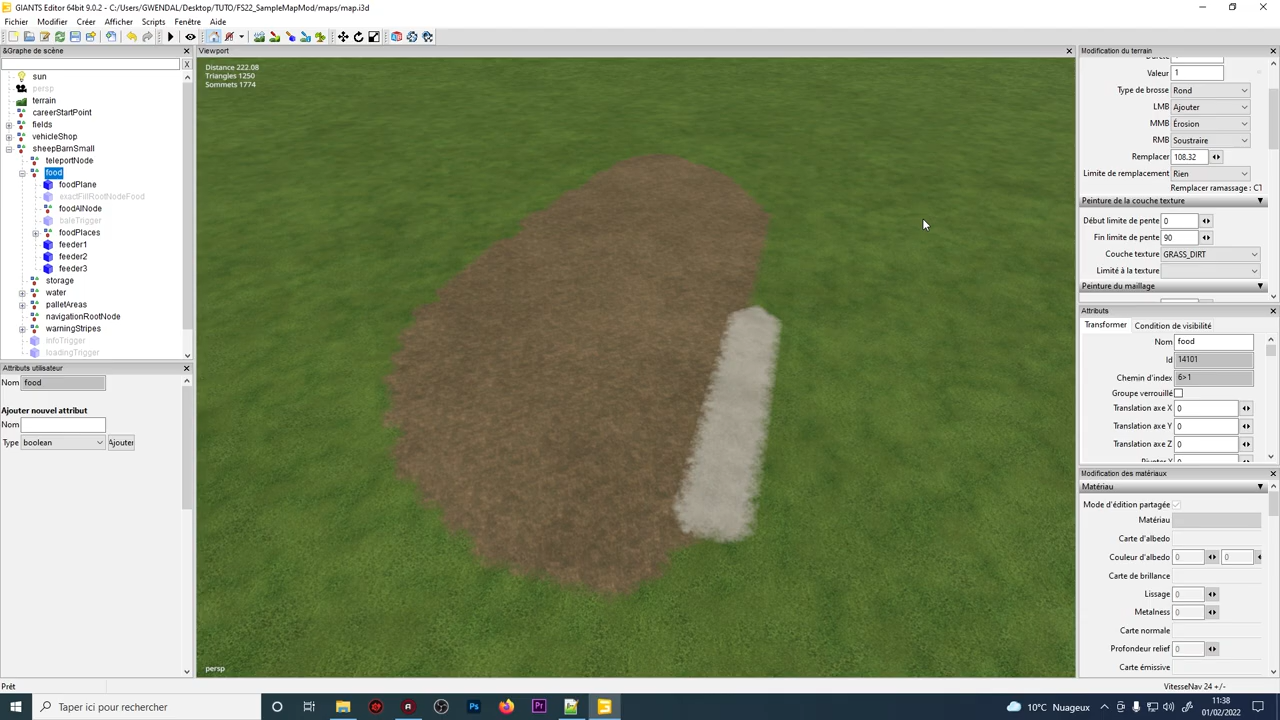 GIANTS Editor 64bit 9.0.2 - C:/Users/GWENDAL/Desktop/TUTO/FS22_SampleMapMod/maps/map.i3d
Fichier Modifier Créer Afficher Scripts Fenêtre Aide
&Graphe de scène
X
sun
persp
terrain
careerStartPoint
fields
vehicleShop
sheepBarnSmall
teleportNode
food
foodPlane
exactFillRootNodeFood
foodAINode
baleTrigger
foodPlaces
feeder1
feeder2
feeder3
storage
water
palletAreas
navigationRootNode
warningStripes
infoTrigger
loadingTrigger
Attributs utilisateur
Nom food
Ajouter nouvel attribut
Nom
Type boolean Ajouter
Viewport
Distance 222.08
Triangles 1250
Sommets 1774
persp
Modification du terrain
Valeur 1
Type de brosse Rond
LMB Ajouter
MMB Érosion
RMB Soustraire
Remplacer 108.32
Limite de remplacement Rien
Remplacer ramassage : C1
Peinture de la couche texture
Début limite de pente 0
Fin limite de pente 90
Couche texture GRASS_DIRT
Limité à la texture
Peinture du maillage
Attributs
Transformer Condition de visibilité
Nom food
Id 14101
Chemin d'index 6>1
Groupe verrouillé
Translation axe X 0
Translation axe Y 0
Translation axe Z 0
Modification des matériaux
Matériau
Mode d'édition partagée
Matériau
Carte d'albedo
Couleur d'albedo 0 0
Carte de brillance
Lissage 0
Metalness 0
Carte normale
Profondeur relief 0
Carte émissive
Prêt
VitesseNav 24 +/-
Taper ici pour rechercher
10°C Nuageux
11:38
01/02/2022